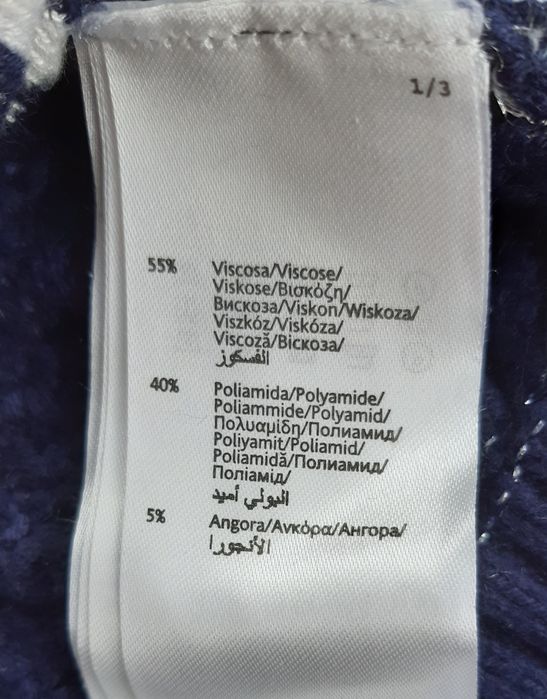 1/3
55% Viscosa/Viscose/
Viskose/Βισκόζη/
Вискоза/Viskon/Wiskoza/
Viszkóz/Viskóza/
Viscoză/Віскоза/
الفسكوز
40% Poliamida/Polyamide/
Poliammide/Polyamid/
Πολυαμίδη/Полиамид/
Poliyamit/Poliamid/
Poliamidă/Полиамид/
Поліамід/
البولي أميد
5% Angora/Ανκόρα/Ангора/
الأنجورا